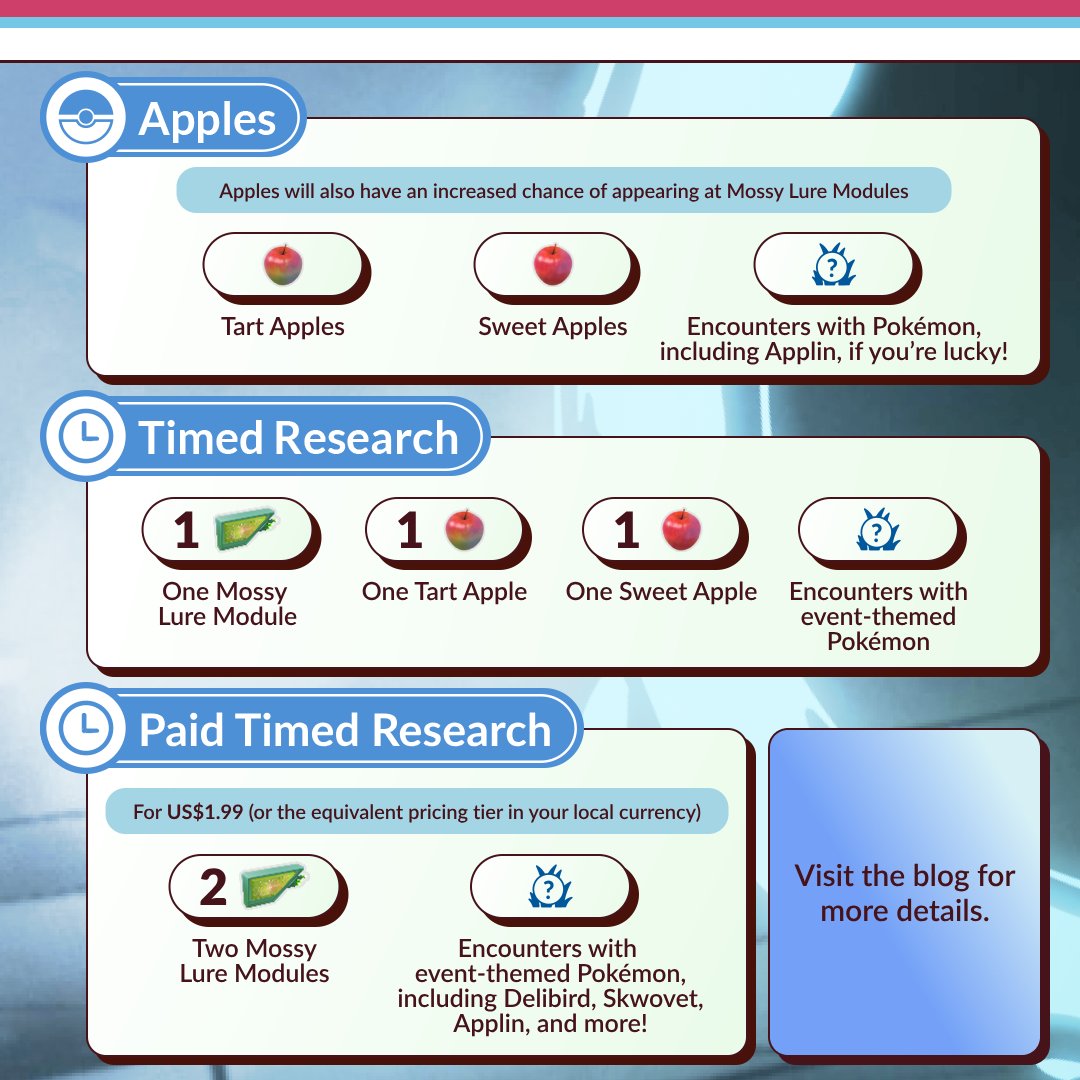 Apples
Apples will also have an increased chance of appearing at Mossy Lure Modules
Tart Apples
Sweet Apples
?
Encounters with Pokémon,
including Applin, if you’re lucky!
Timed Research
1
One Mossy
Lure Module
1
One Tart Apple
1
One Sweet Apple
?
Encounters with
event-themed
Pokémon
Paid Timed Research
For US$1.99 (or the equivalent pricing tier in your local currency)
2
Two Mossy
Lure Modules
?
Encounters with
event-themed Pokémon,
including Delibird, Skwovet,
Applin, and more!
Visit the blog for
more details.